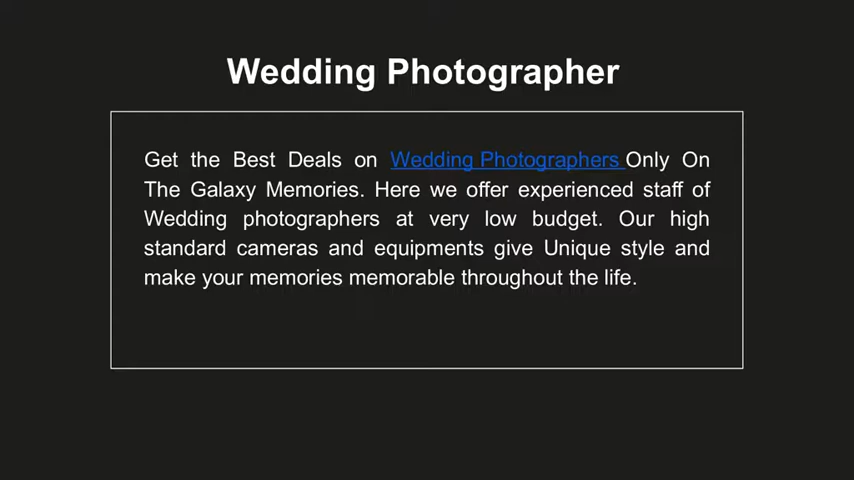 Wedding Photographer
Get the Best Deals on Wedding Photographers Only On
The Galaxy Memories. Here we offer experienced staff of
Wedding photographers at very low budget. Our high
standard cameras and equipments give Unique style and
make your memories memorable throughout the life.